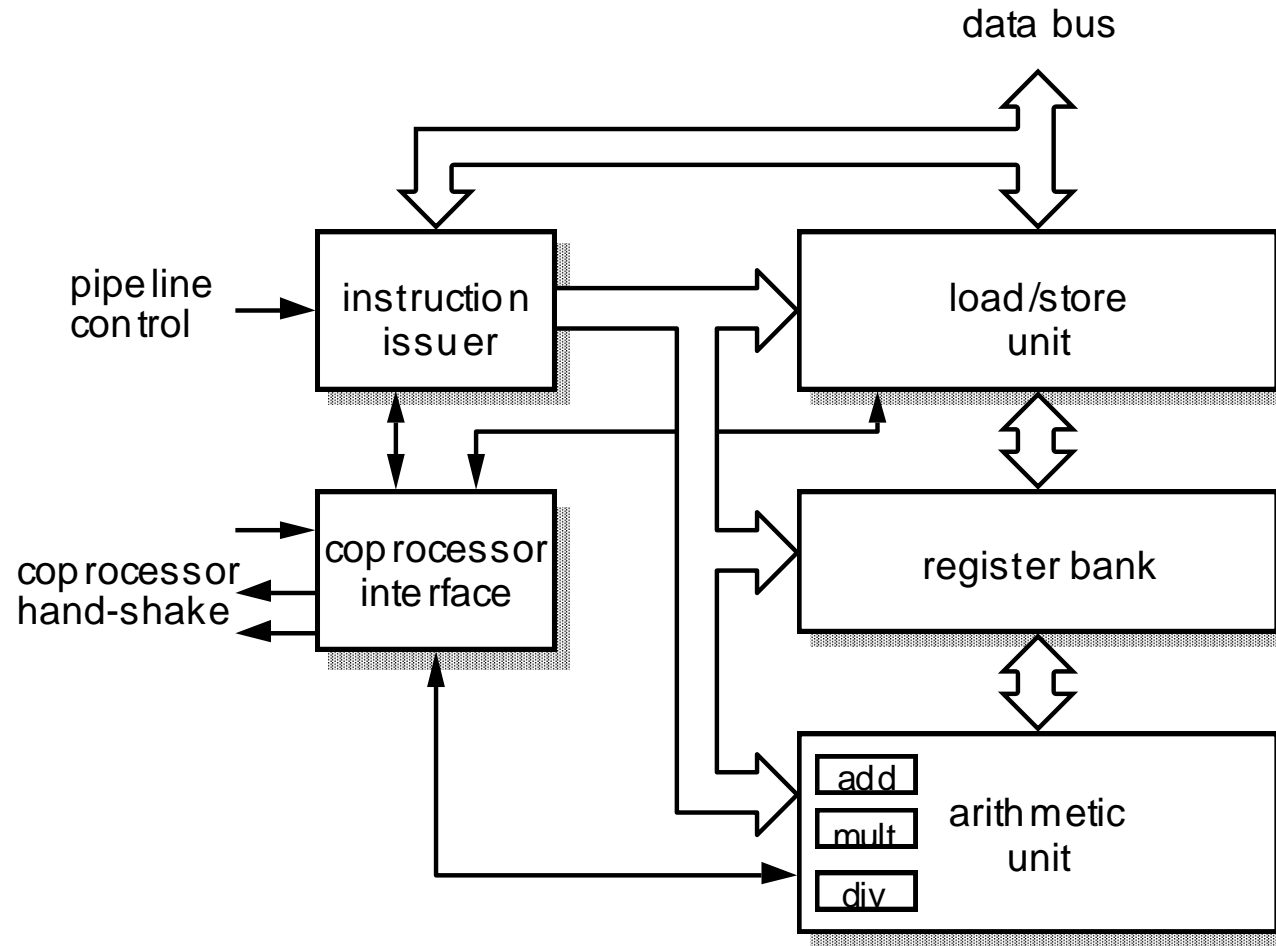 data bus
pipeline
control
instruction
issuer
load/store
unit
coprocessor
hand-shake
coprocessor
interface
register bank
add
mult
div
arithmetic
unit